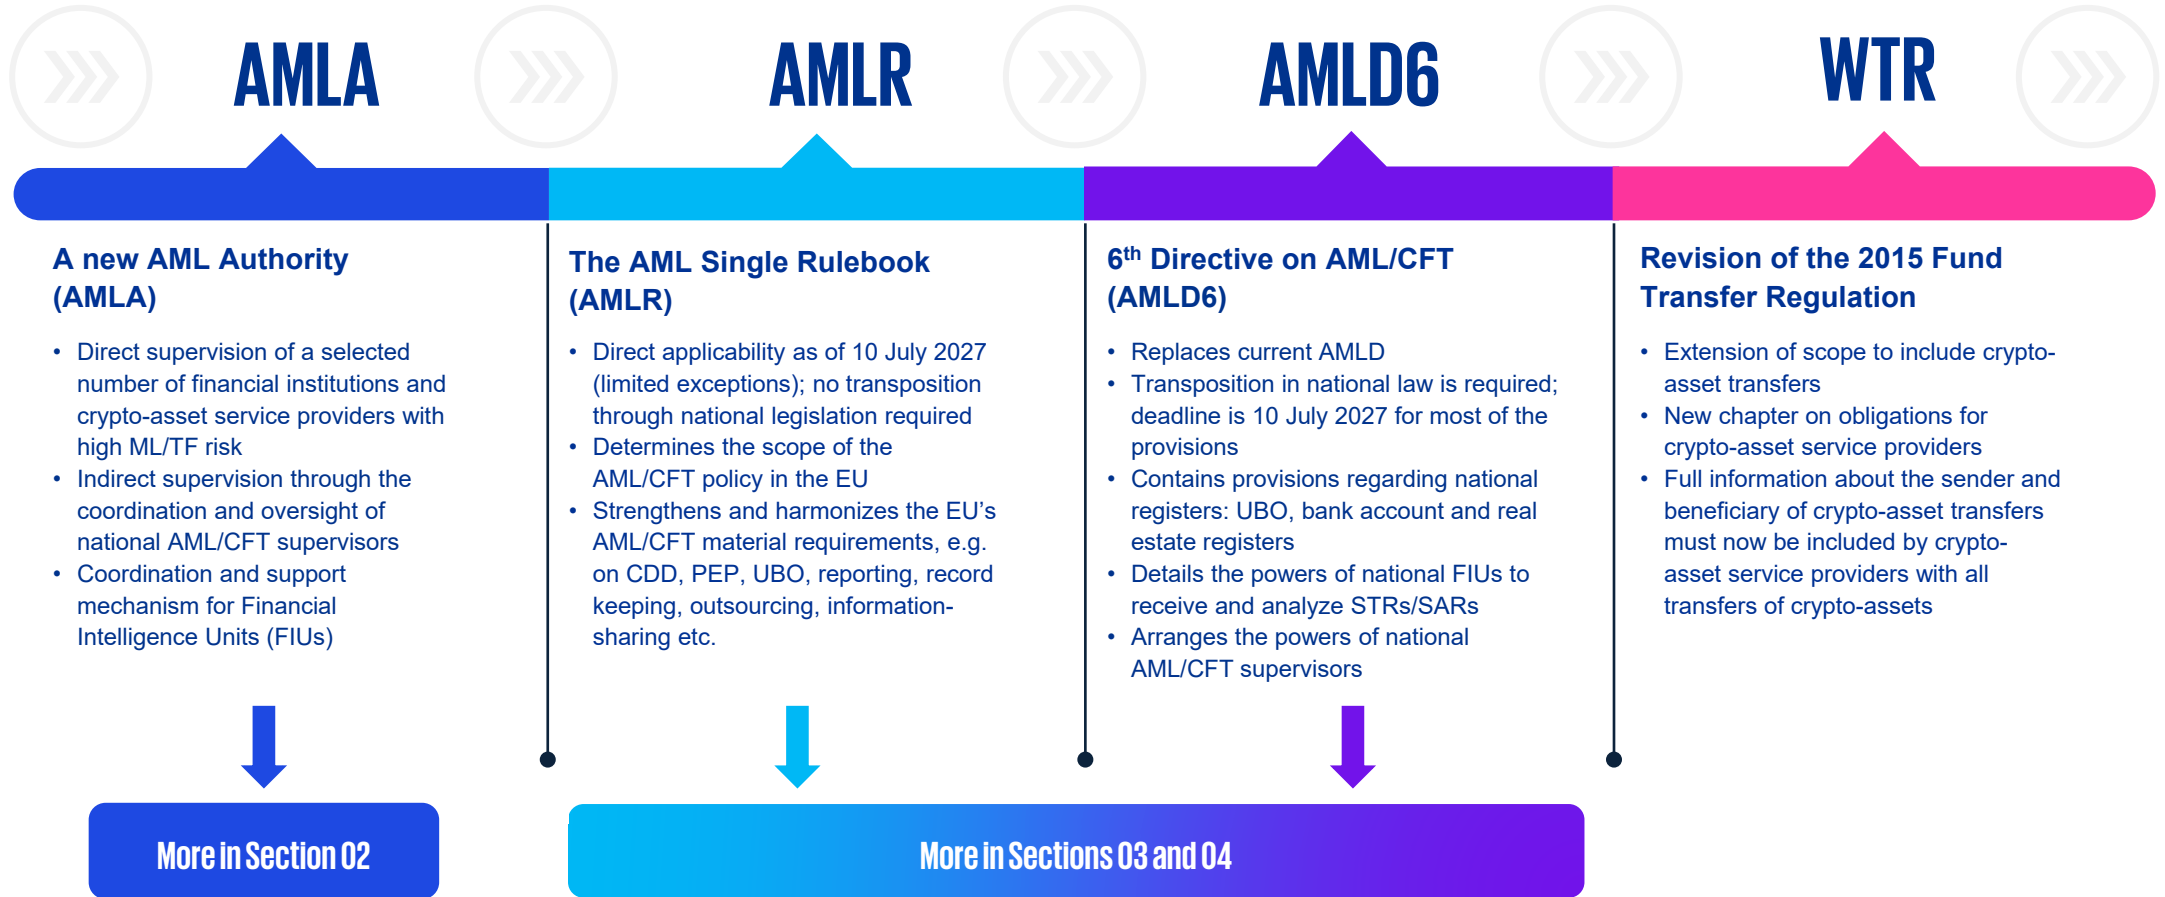 AMLA
AMLR
AMLD6
WTR
A new AML Authority
(AMLA)
• Direct supervision of a selected
number of financial institutions and
crypto-asset service providers with
high ML/TF risk
• Indirect supervision through the
coordination and oversight of
national AML/CFT supervisors
• Coordination and support
mechanism for Financial
Intelligence Units (FIUs)
More in Section 02
The AML Single Rulebook
(AMLR)
• Direct applicability as of 10 July 2027
(limited exceptions); no transposition
through national legislation required
• Determines the scope of the
AML/CFT policy in the EU
• Strengthens and harmonizes the EU’s
AML/CFT material requirements, e.g.
on CDD, PEP, UBO, reporting, record
keeping, outsourcing, information-
sharing etc.
6th Directive on AML/CFT
(AMLD6)
• Replaces current AMLD
• Transposition in national law is required;
deadline is 10 July 2027 for most of the
provisions
• Contains provisions regarding national
registers: UBO, bank account and real
estate registers
• Details the powers of national FIUs to
receive and analyze STRs/SARs
• Arranges the powers of national
AML/CFT supervisors
More in Sections 03 and 04
Revision of the 2015 Fund
Transfer Regulation
• Extension of scope to include crypto-
asset transfers
• New chapter on obligations for
crypto-asset service providers
• Full information about the sender and
beneficiary of crypto-asset transfers
must now be included by crypto-
asset service providers with all
transfers of crypto-assets